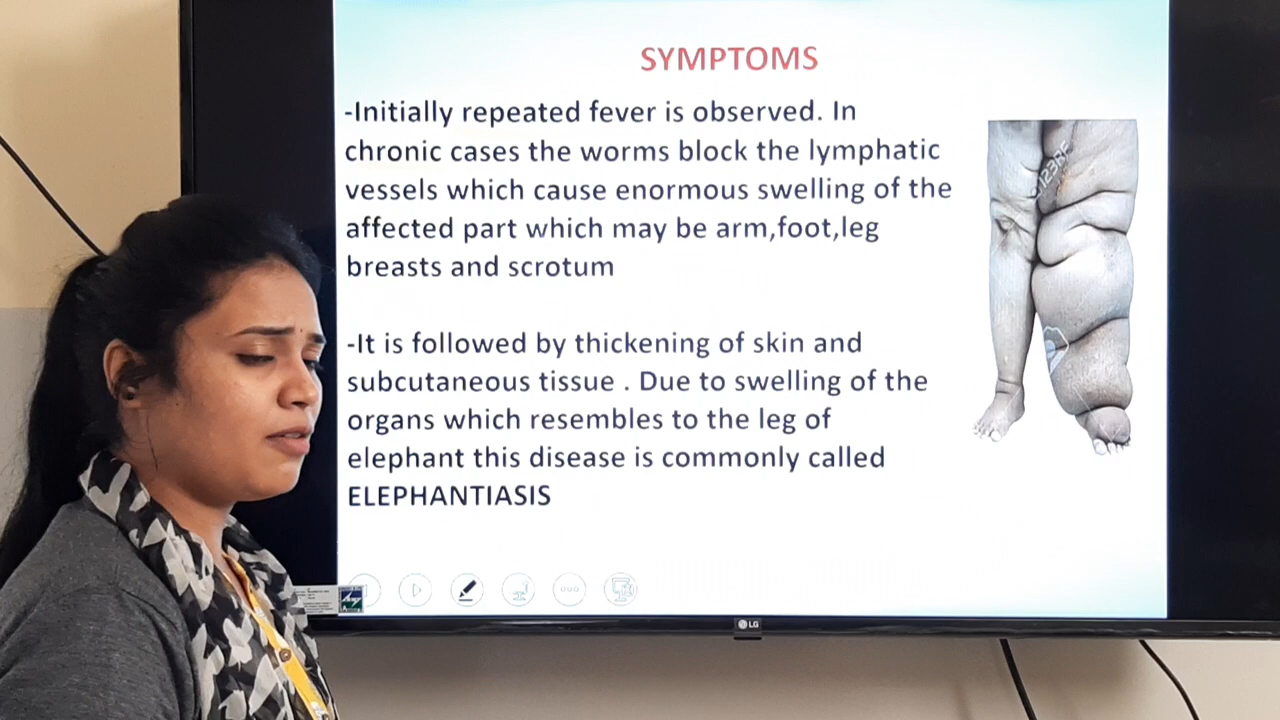 SYMPTOMS
-Initially repeated fever is observed. In
chronic cases the worms block the lymphatic
vessels which cause enormous swelling of the
affected part which may be arm,foot,leg
breasts and scrotum
-It is followed by thickening of skin and
subcutaneous tissue . Due to swelling of the
organs which resembles to the leg of
elephant this disease is commonly called
ELEPHANTIASIS
123RF
LG